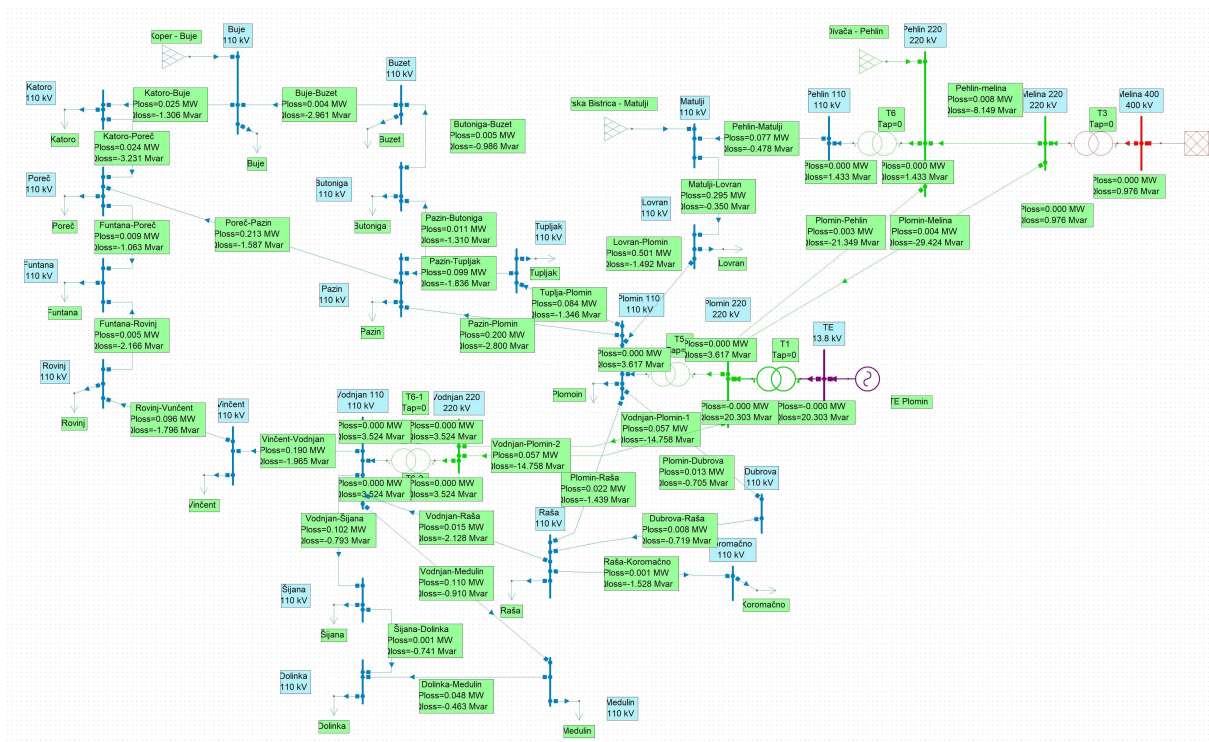 Koper - Buje
Buje
110 kV
Katoro
110 kV
Katoro-Buje
Ploss=0.025 MW
Qloss=-1.306 Mvar
Buje-Buzet
Ploss=0.004 MW
Qloss=-2.961 Mvar
Buzet
110 kV
Katoro
Katoro-Poreč
Ploss=0.024 MW
Qloss=-3.231 Mvar
Buje
Buzet
Butoniga-Buzet
Ploss=0.005 MW
Qloss=-0.986 Mvar
Poreč
110 kV
Poreč
Butoniga
110 kV
Butoniga
Poreč-Pazin
Ploss=0.213 MW
Qloss=-1.587 Mvar
Pazin-Butoniga
Ploss=0.011 MW
Qloss=-1.310 Mvar
Funtana-Poreč
Ploss=0.009 MW
Qloss=-1.063 Mvar
Funtana
110 kV
Funtana
Pazin-Tupljak
Ploss=0.099 MW
Qloss=-1.836 Mvar
Tupljak
110 kV
Tupljak
Pazin
110 kV
Pazin
Tuplja-Plomin
Ploss=0.084 MW
Qloss=-1.346 Mvar
Pazin-Plomin
Ploss=0.200 MW
Qloss=-2.800 Mvar
Funtana-Rovinj
Ploss=0.005 MW
Qloss=-2.166 Mvar
Rovinj
110 kV
Rovinj
Rovinj-Vunčent
Ploss=0.096 MW
Qloss=-1.796 Mvar
Vinčent
110 kV
Vinčent
Vinčent-Vodnjan
Ploss=0.190 MW
Qloss=-1.965 Mvar
ska Bistrica - Matulji
Matulji
110 kV
Pehlin-Matulji
Ploss=0.077 MW
Qloss=-0.478 Mvar
Pehlin 110
110 kV
Divača - Pehlin
Pehlin 220
220 kV
T6
Tap=0
Ploss=0.000 MW
Qloss=1.433 Mvar
Ploss=0.000 MW
Qloss=1.433 Mvar
Pehlin-melina
Ploss=0.008 MW
Qloss=-8.149 Mvar
Melina 220
220 kV
T3
Tap=0
Melina 400
400 kV
Ploss=0.000 MW
Qloss=0.976 Mvar
Ploss=0.000 MW
Qloss=0.976 Mvar
Matulji-Lovran
Ploss=0.295 MW
Qloss=-0.350 Mvar
Lovran
110 kV
Lovran
Lovran-Plomin
Ploss=0.501 MW
Qloss=-1.492 Mvar
Plomin-Pehlin
Ploss=0.003 MW
Qloss=-21.349 Mvar
Plomin-Melina
Ploss=0.004 MW
Qloss=-29.424 Mvar
Plomin 110
110 kV
Plomin 220
220 kV
T5
Tap=
Ploss=0.000 MW
Qloss=3.617 Mvar
Ploss=0.000 MW
Qloss=3.617 Mvar
T1
Tap=0
TE
13.8 kV
Plomoin
TE Plomin
Ploss=-0.000 MW
Qloss=20.303 Mvar
Ploss=-0.000 MW
Qloss=20.303 Mvar
Vodnjan 110
110 kV
T6-1
Tap=0
Vodnjan 220
220 kV
Ploss=0.000 MW
Qloss=3.524 Mvar
Ploss=0.000 MW
Qloss=3.524 Mvar
Vodnjan-Plomin-1
Ploss=0.057 MW
Qloss=-14.758 Mvar
Vodnjan-Plomin-2
Ploss=0.057 MW
Qloss=-14.758 Mvar
Ploss=0.000 MW
Qloss=3.524 Mvar
Ploss=0.000 MW
Qloss=3.524 Mvar
Plomin-Dubrova
Ploss=0.013 MW
Qloss=-0.705 Mvar
Plomin-Raša
Ploss=0.022 MW
Qloss=-1.439 Mvar
Dubrova
110 kV
Vodnjan-Šijana
Ploss=0.102 MW
Qloss=-0.793 Mvar
Vodnjan-Raša
Ploss=0.015 MW
Qloss=-2.128 Mvar
Raša
110 kV
Dubrova-Raša
Ploss=0.008 MW
Qloss=-0.719 Mvar
Koromačno
110 kV
Raša-Koromačno
Ploss=0.001 MW
Qloss=-1.528 Mvar
Raša
Koromačno
Vodnjan-Medulin
Ploss=0.110 MW
Qloss=-0.910 Mvar
Šijana
110 kV
Šijana
Šijana-Dolinka
Ploss=0.001 MW
Qloss=-0.741 Mvar
Dolinka
110 kV
Dolinka
Dolinka-Medulin
Ploss=0.048 MW
Qloss=-0.463 Mvar
Medulin
110 kV
Medulin